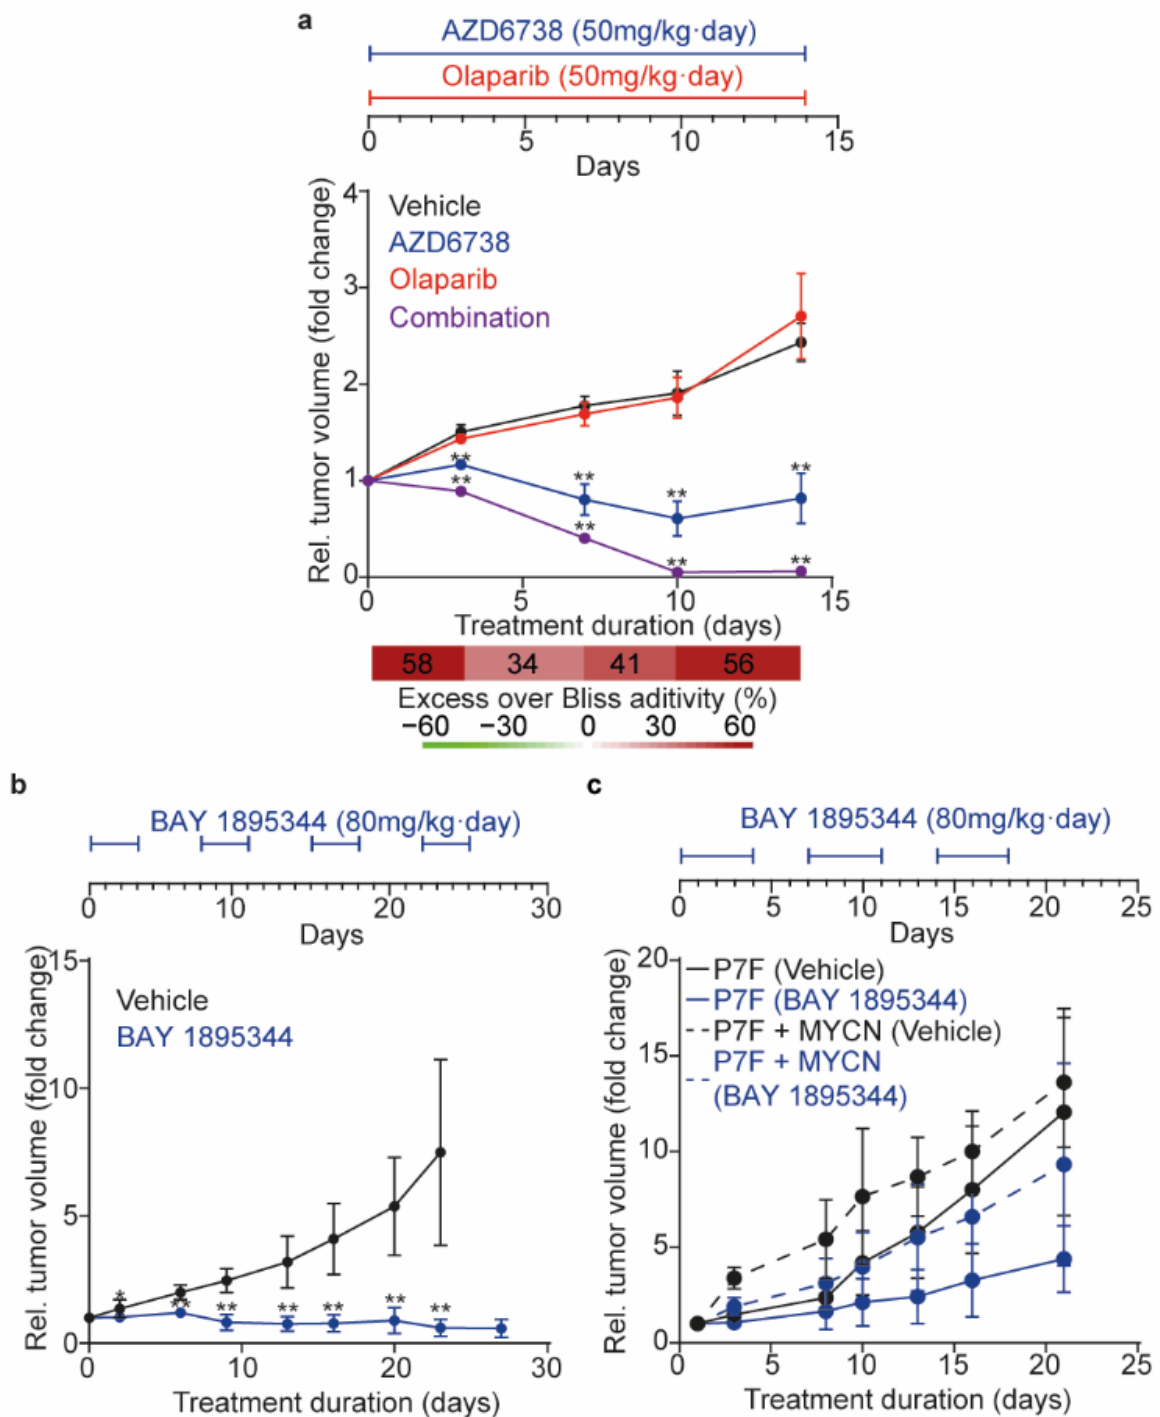 a
AZD6738 (50mg/kg·day)
Olaparib (50mg/kg·day)
0 5 10 15
Days
Rel. tumor volume (fold change)
4
3
2
1
0
Vehicle
AZD6738
Olaparib
Combination
** ** ** **
** ** ** **
0 5 10 15
Treatment duration (days)
58 34 41 56
Excess over Bliss aditivity (%)
−60 −30 0 30 60
b
BAY 1895344 (80mg/kg·day)
0 10 20 30
Days
Rel. tumor volume (fold change)
15
10
5
0
Vehicle
BAY 1895344
* ** ** ** ** ** **
0 10 20 30
Treatment duration (days)
c
BAY 1895344 (80mg/kg·day)
0 5 10 15 20 25
Days
Rel. tumor volume (fold change)
20
15
10
5
0
P7F (Vehicle)
P7F (BAY 1895344)
P7F + MYCN (Vehicle)
P7F + MYCN
(BAY 1895344)
0 5 10 15 20 25
Treatment duration (days)